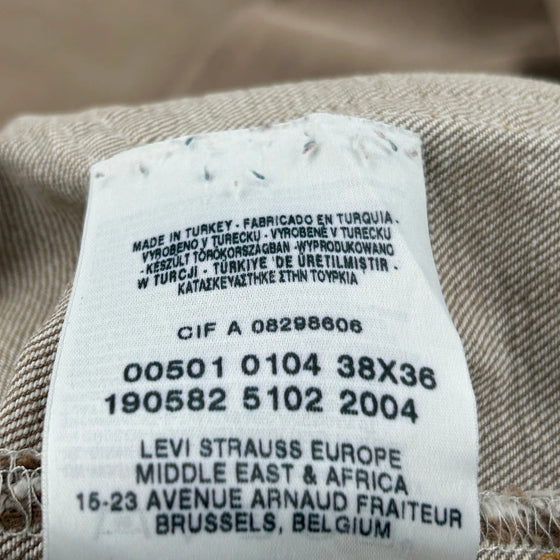 MADE IN TURKEY - FABRICADO EN TURQUIA -
VYROBENO V TURECKU - VYROBENÉ V TURECKU
- KÉSZÜLT TÖRÖKORSZAGBAN - WYPRODUKOWANO
W TURCJI - TÜRKIYE 'DE ÜRETILMIŞTIR -
ΚΑΤΑΣΚΕΥΑΣΤΗΚΕ ΣΤΗΝ ΤΟΥΡΚΙΑ
CIF A 08298606
00501 0104 38X36
190582 5102 2004
LEVI STRAUSS EUROPE
MIDDLE EAST & AFRICA
15-23 AVENUE ARNAUD FRAITEUR
BRUSSELS, BELGIUM